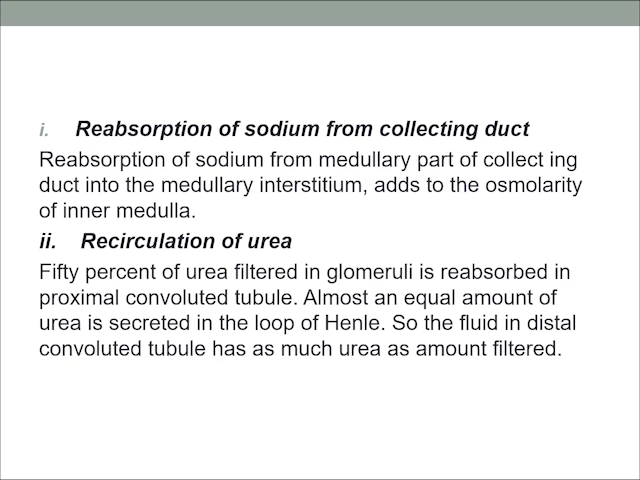 i. Reabsorption of sodium from collecting duct
Reabsorption of sodium from medullary part of collect ing
duct into the medullary interstitium, adds to the osmolarity
of inner medulla.
ii. Recirculation of urea
Fifty percent of urea filtered in glomeruli is reabsorbed in
proximal convoluted tubule. Almost an equal amount of
urea is secreted in the loop of Henle. So the fluid in distal
convoluted tubule has as much urea as amount filtered.